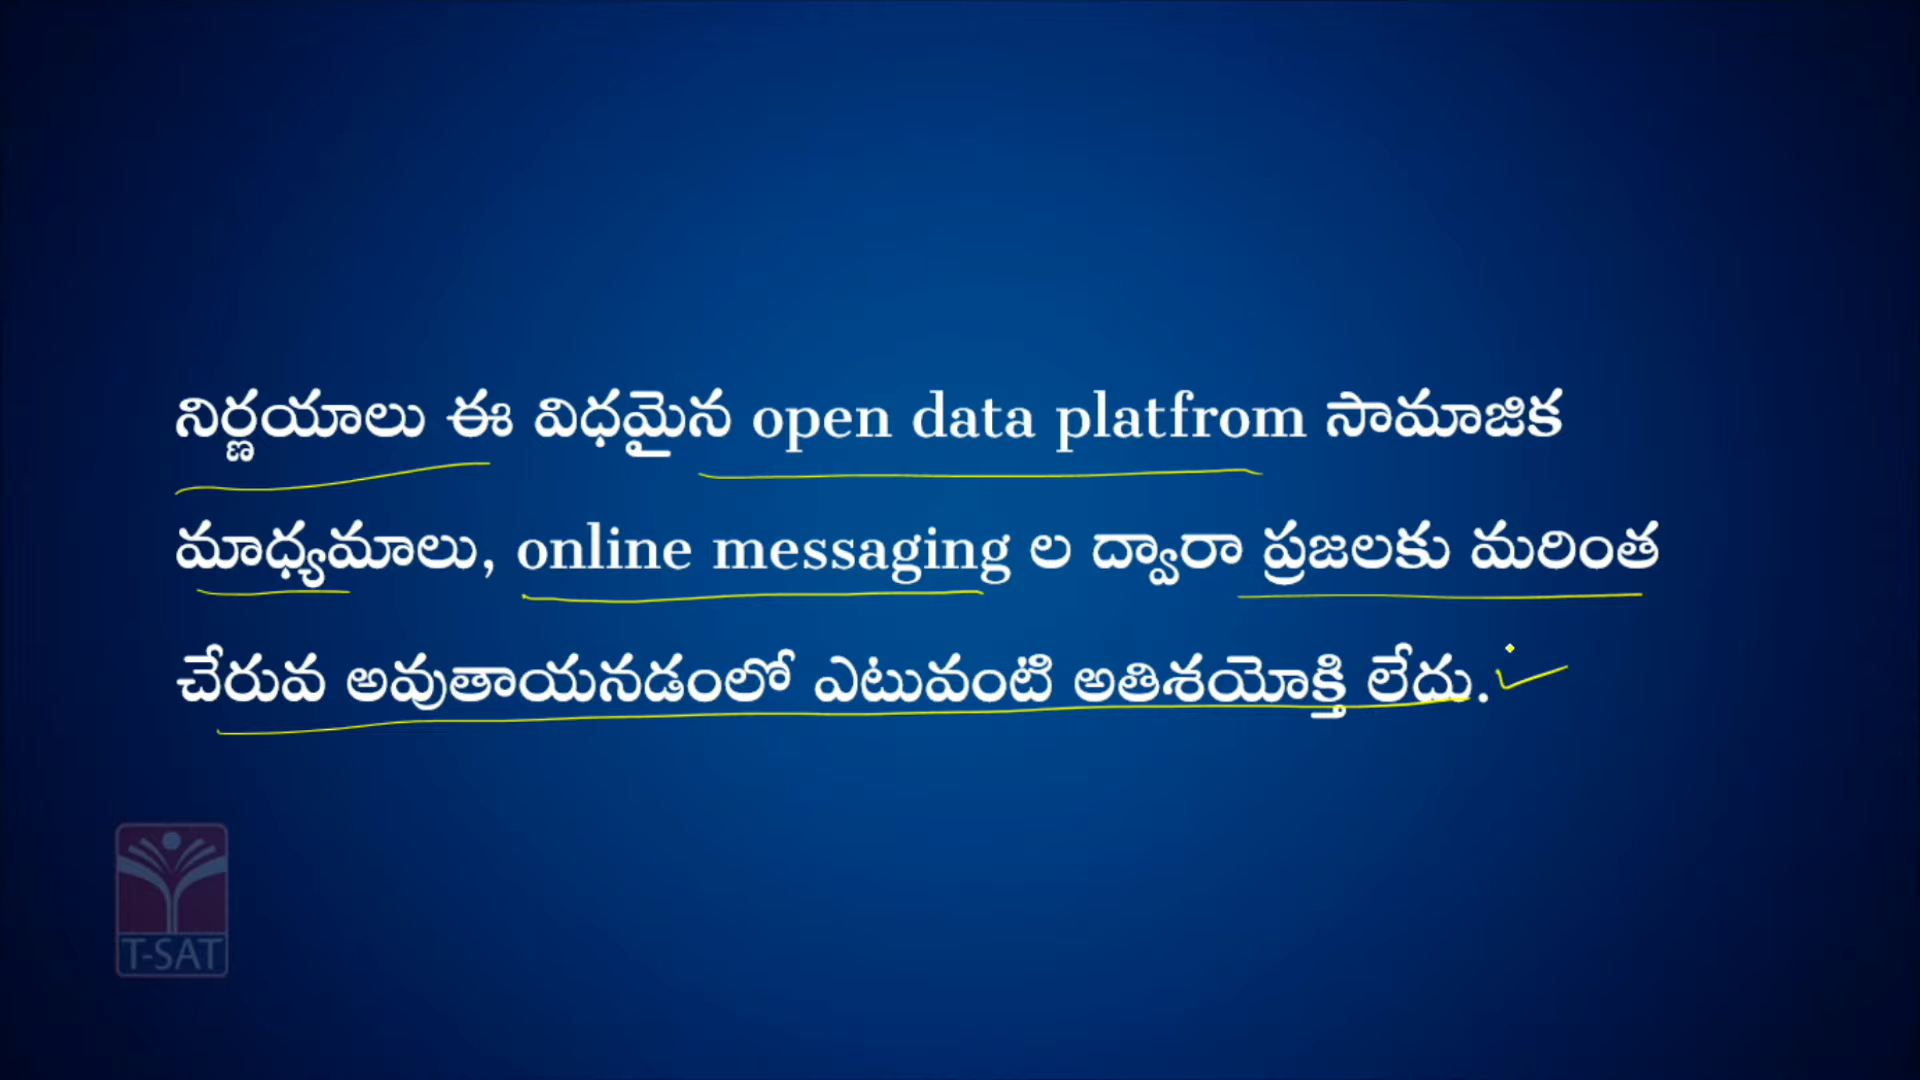 నిర్ణయాలు ఈ విధమైన open data platfrom సామాజిక
మాధ్యమాలు, online messaging ల ద్వారా ప్రజలకు మరింత
చేరువ అవుతాయనడంలో ఎటువంటి అతిశయోక్తి లేదు.
T-SAT